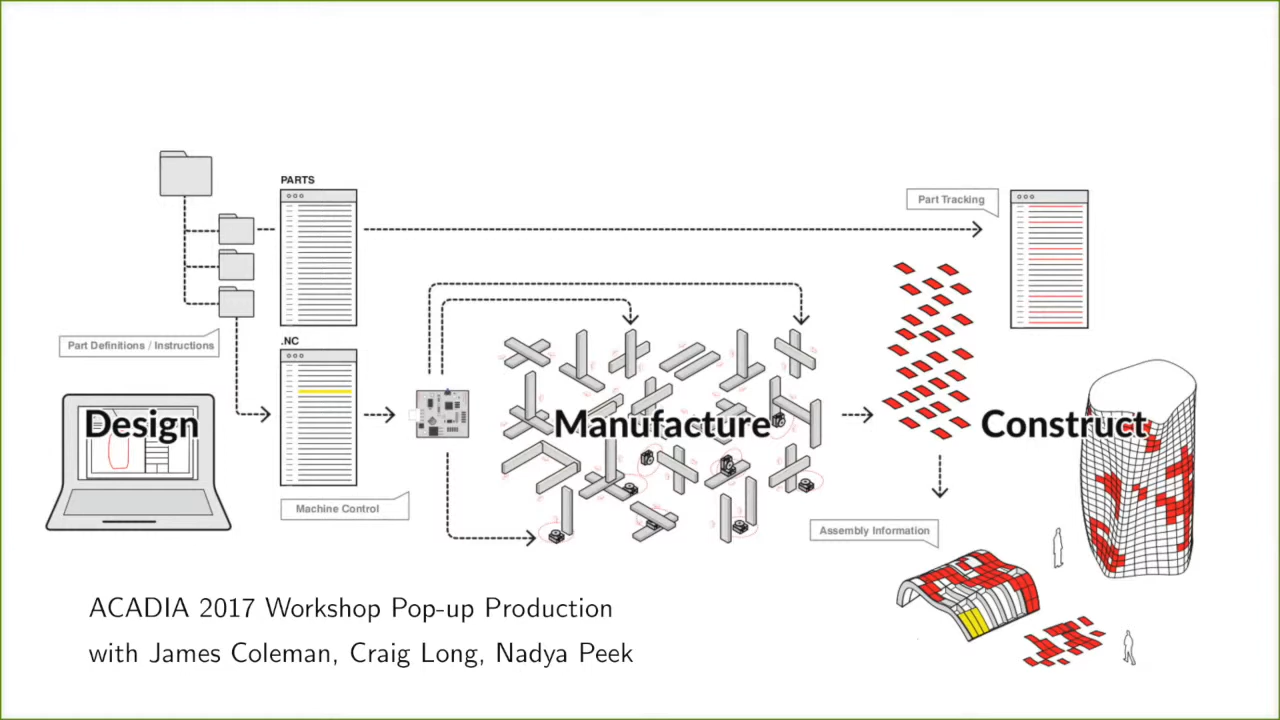 PARTS
Part Tracking
Part Definitions / Instructions
.NC
Design
Manufacture
Construct
Machine Control
Assembly Information
ACADIA 2017 Workshop Pop-up Production
with James Coleman, Craig Long, Nadya Peek